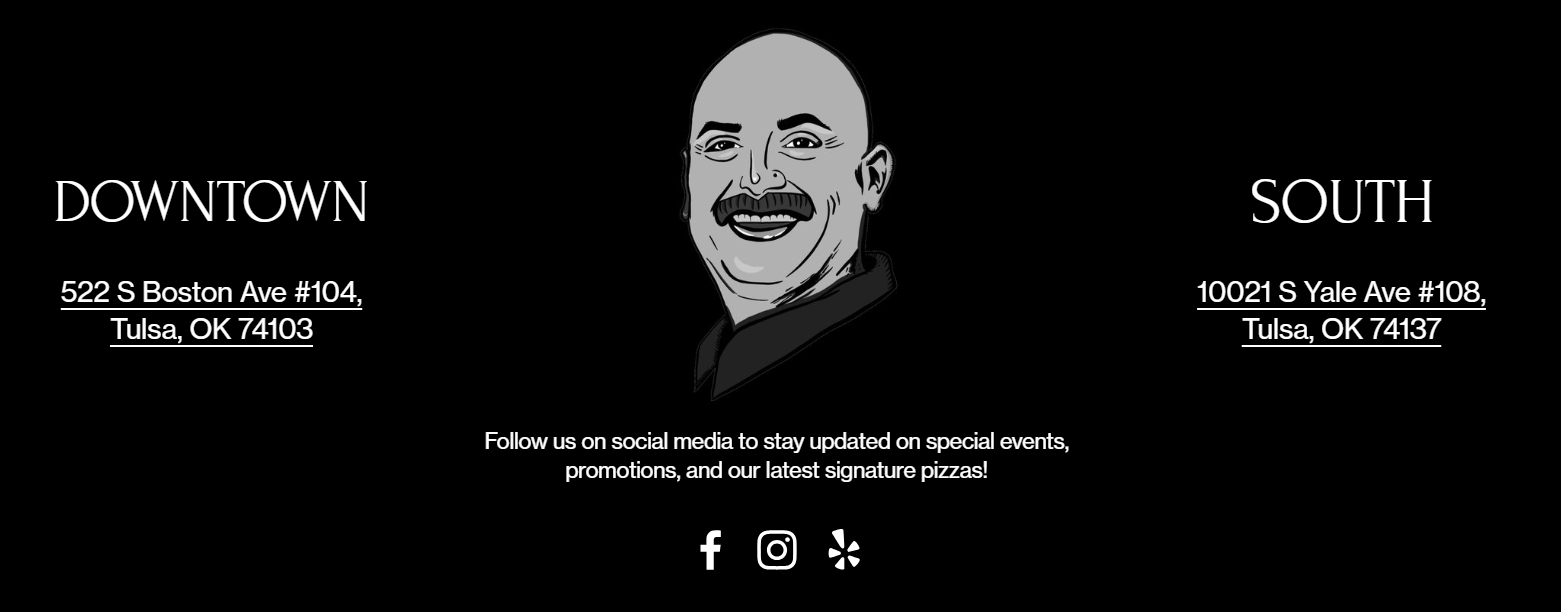 DOWNTOWN
522 S Boston Ave #104,
Tulsa, OK 74103
SOUTH
10021 S Yale Ave #108,
Tulsa, OK 74137
Follow us on social media to stay updated on special events,
promotions, and our latest signature pizzas!